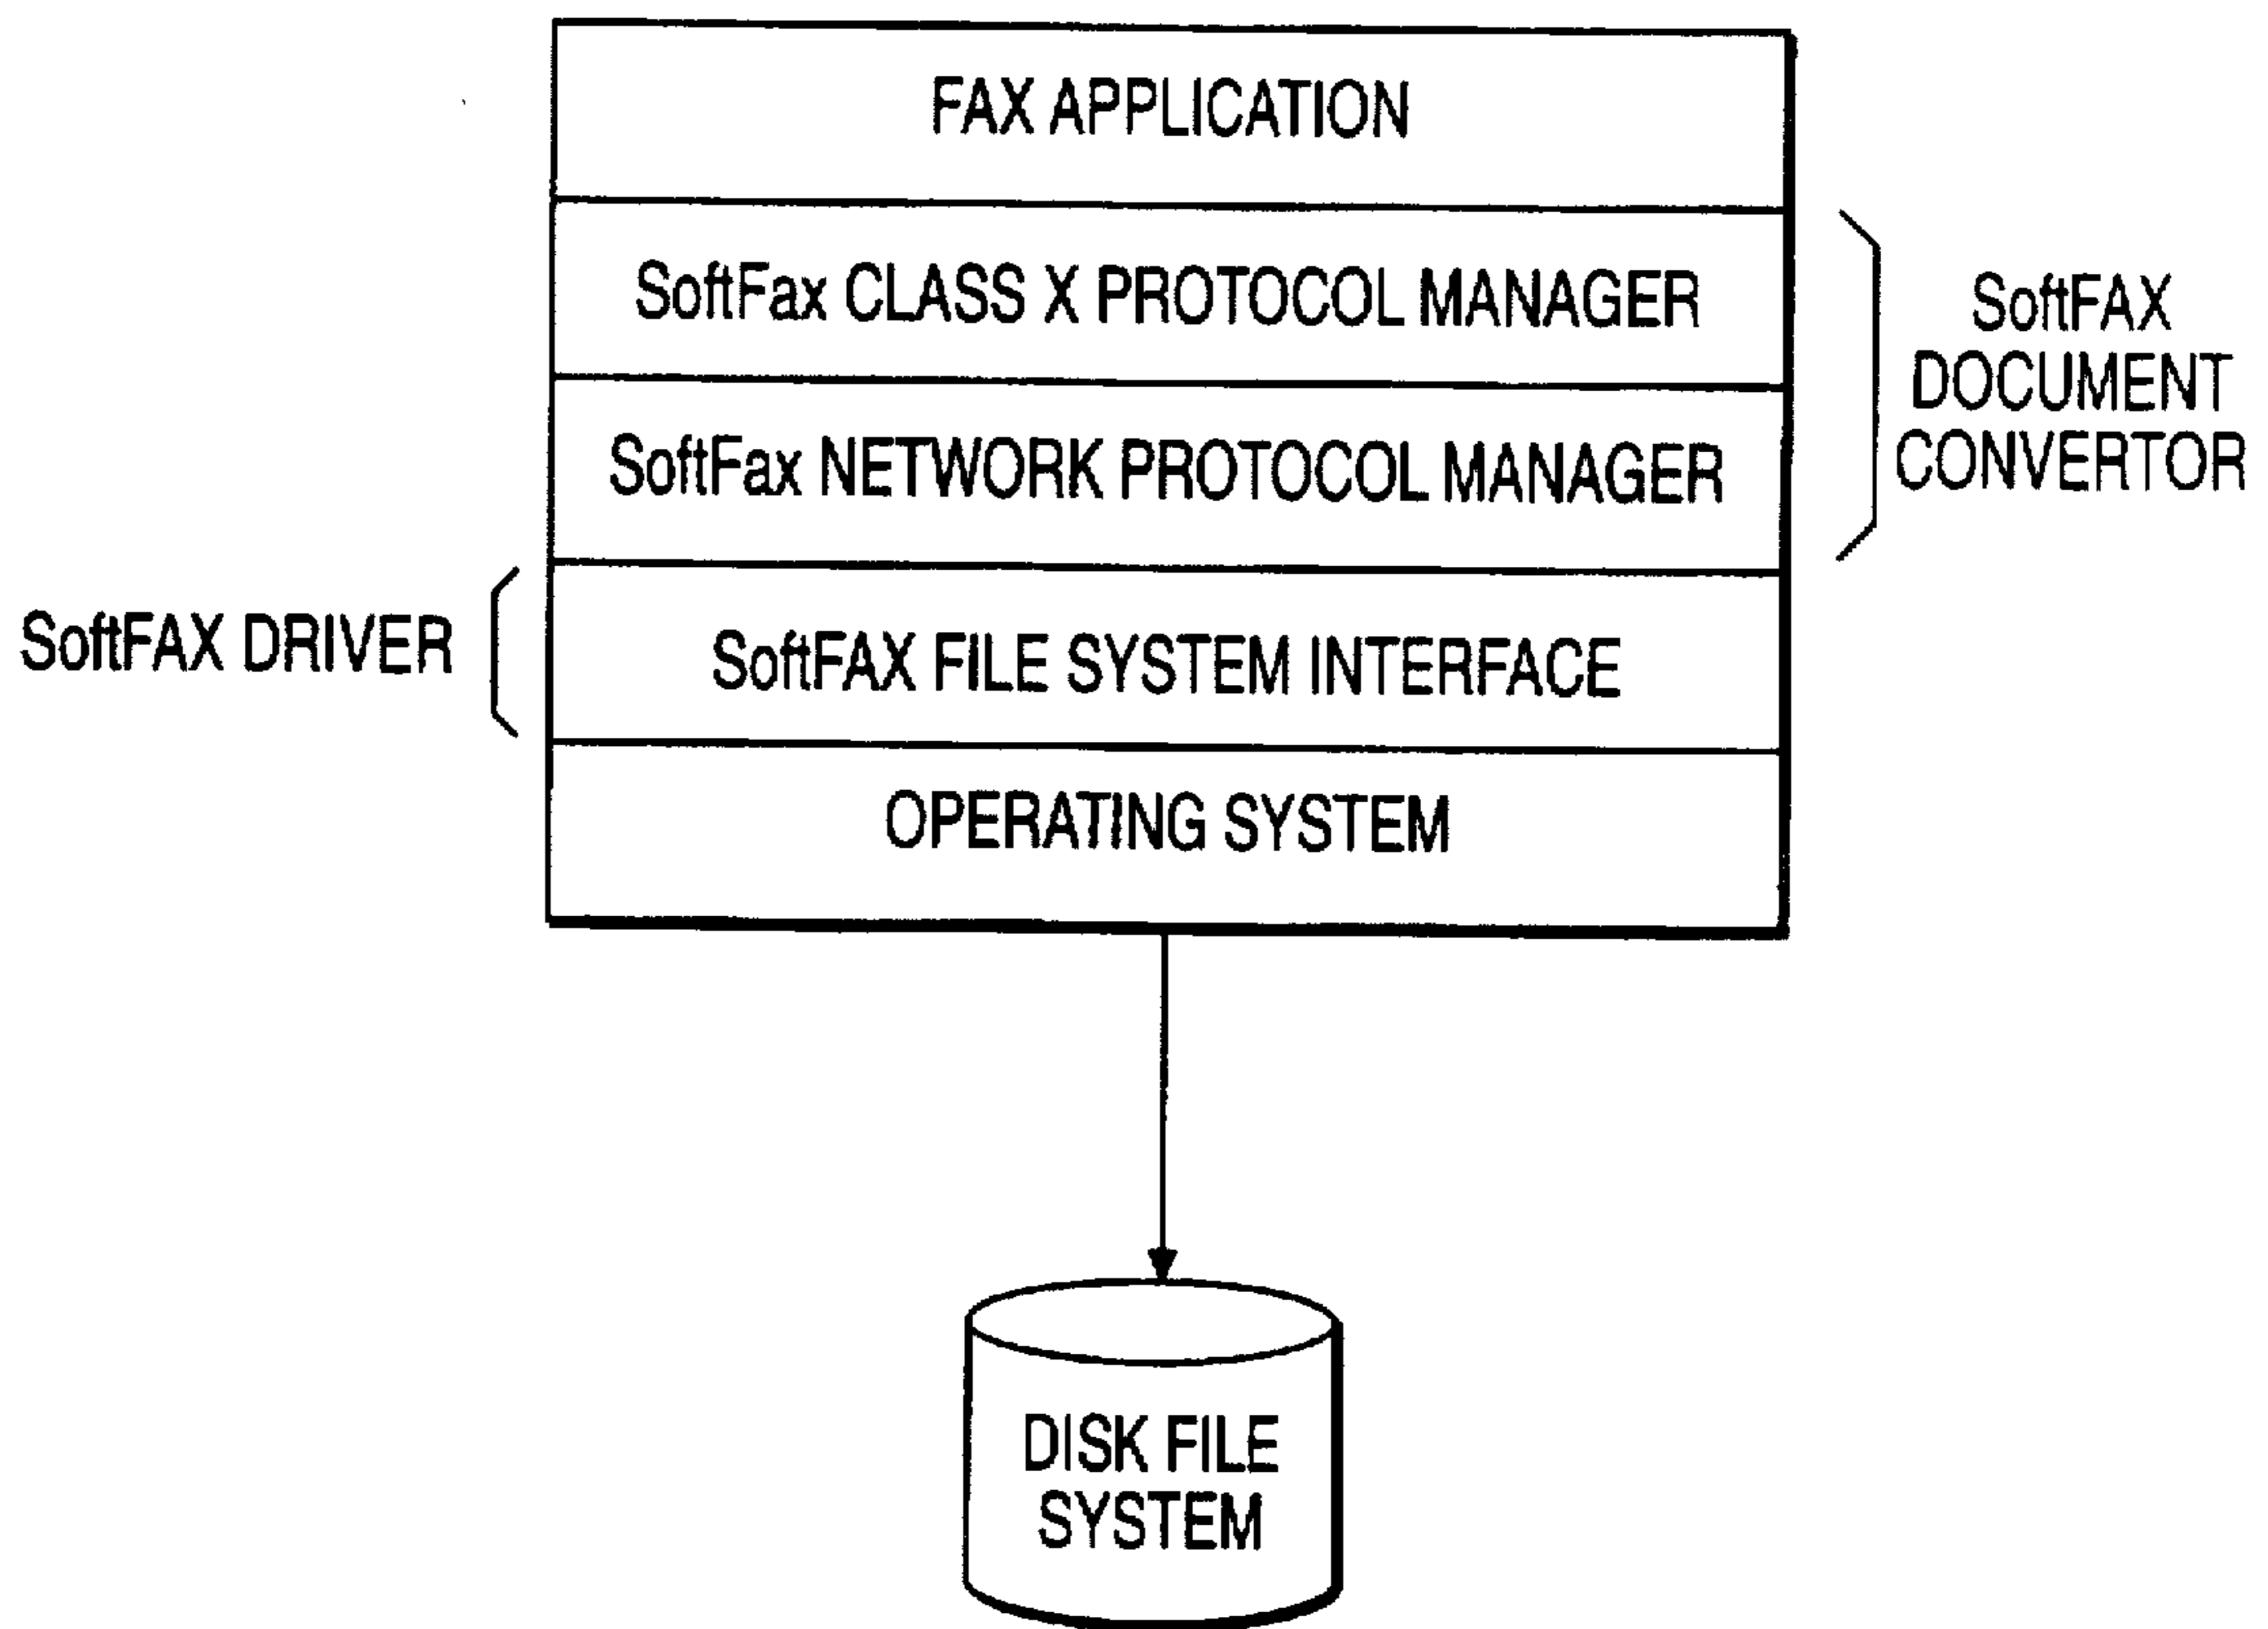 FAX APPLICATION
SoftFax CLASS X PROTOCOL MANAGER
SoftFAX
DOCUMENT
CONVERTOR
SoftFax NETWORK PROTOCOL MANAGER
SoftFAX DRIVER
SoftFAX FILE SYSTEM INTERFACE
OPERATING SYSTEM
DISK FILE
SYSTEM